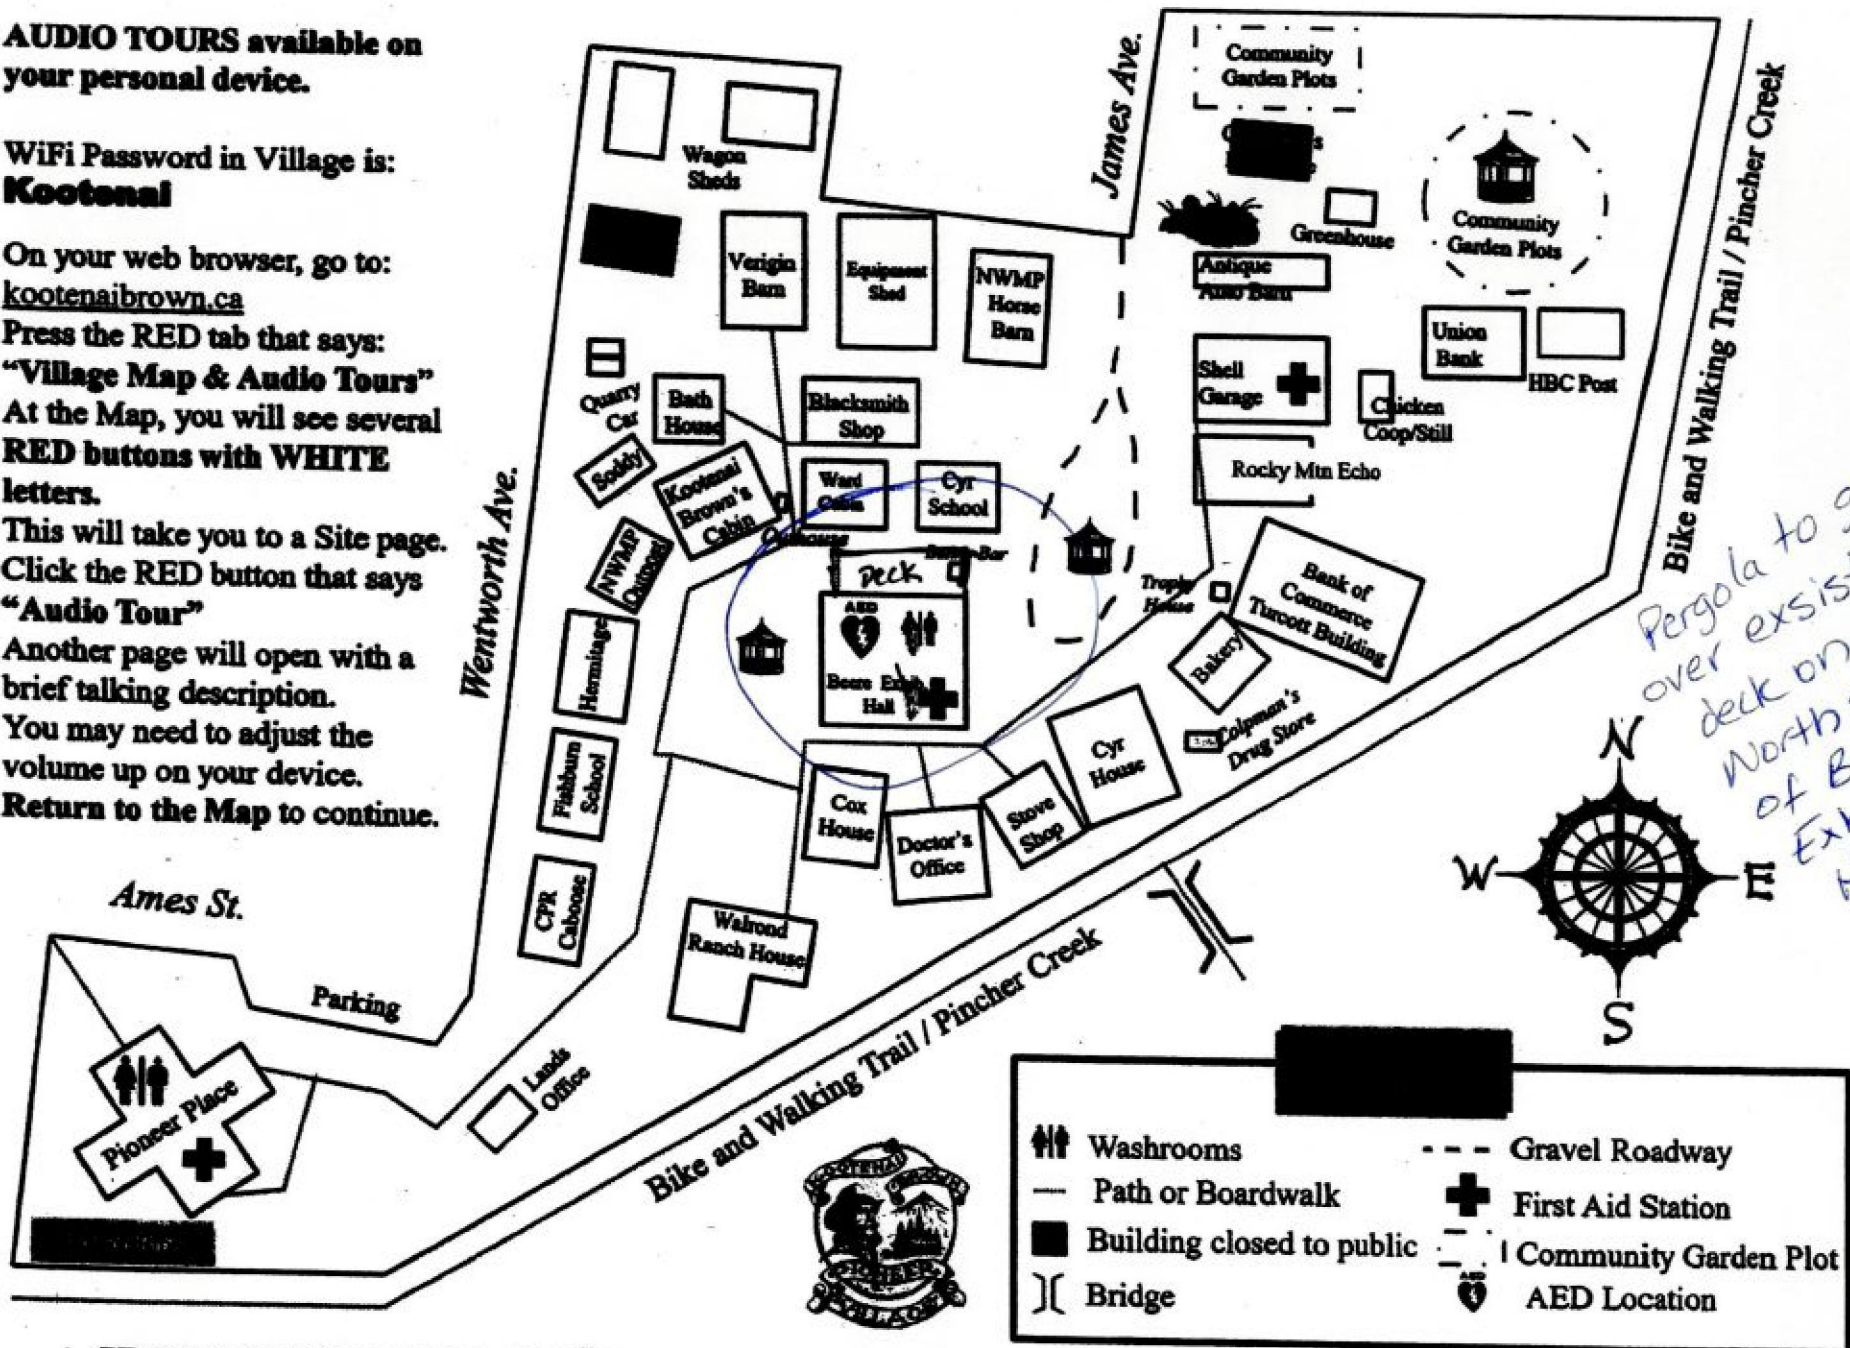 AUDIO TOURS available on
your personal device.
WiFi Password in Village is:
Kootenai
On your web browser, go to:
kootenaibrown.ca
Press the RED tab that says:
“Village Map & Audio Tours”
At the Map, you will see several
RED buttons with WHITE
letters.
This will take you to a Site page.
Click the RED button that says
“Audio Tour”
Another page will open with a
brief talking description.
You may need to adjust the
volume up on your device.
Return to the Map to continue.
Ames St.
Parking
Pioneer Place
Wentworth Ave.
James Ave.
Wagon
Sheds
Verigin
Barn
Equipment
Shed
NWMP
Horse
Barn
Quarry
Car
Bath
House
Blacksmith
Shop
Soddy
Kootenai
Brown's
Cabin
Ward
Cabin
Cyr
School
Outhouse
NWMP
Outpost
Deck
AED
Beere
Hall
Hermitage
Fishburn
School
CPR
Caboose
Cox
House
Doctor's
Office
Stove
Shop
Cyr
House
Walrond
Ranch House
Lands
Office
Community
Garden Plots
Greenhouse
Community
Garden Plots
Antique
Auto Barn
Shell
Garage
Union
Bank
HBC Post
Chicken
Coop/Still
Rocky Mtn Echo
Trophy
House
Bank of
Commerce
Turcott Building
Bakery
Colpman's
Drug Store
Bike and Walking Trail / Pincher Creek
Bike and Walking Trail / Pincher Creek
Pergola to
over
deck on
North
of
N
W
E
S
KOOTENAI
BROWN
PIONEER
VILLAGE
Washrooms
Path or Boardwalk
Building closed to public
Bridge
Gravel Roadway
First Aid Station
Community Garden Plot
AED
AED Location